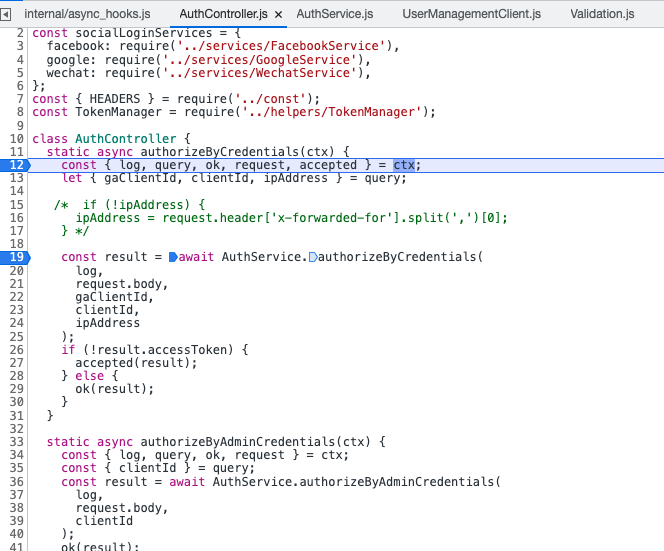 internal/async_hooks.js AuthController.js × AuthService.js UserManagementClient.js Validation.js
2 const socialLoginServices = {
3   facebook: require('../services/FacebookService'),
4   google: require('../services/GoogleService'),
5   wechat: require('../services/WechatService'),
6 };
7 const { HEADERS } = require('../const');
8 const TokenManager = require('../helpers/TokenManager');
9
10 class AuthController {
11   static async authorizeByCredentials(ctx) {
12     const { log, query, ok, request, accepted } = ctx;
13     let { gaClientId, clientId, ipAddress } = query;
14
15    /*  if (!ipAddress) {
16       ipAddress = request.header['x-forwarded-for'].split(',')[0];
17     } */
18
19     const result = await AuthService.authorizeByCredentials(
20       log,
21       request.body,
22       gaClientId,
23       clientId,
24       ipAddress
25     );
26     if (!result.accessToken) {
27       accepted(result);
28     } else {
29       ok(result);
30     }
31   }
32
33   static async authorizeByAdminCredentials(ctx) {
34     const { log, query, ok, request } = ctx;
35     const { clientId } = query;
36     const result = await AuthService.authorizeByAdminCredentials(
37       log,
38       request.body,
39       clientId
40     );
41     ok(result);